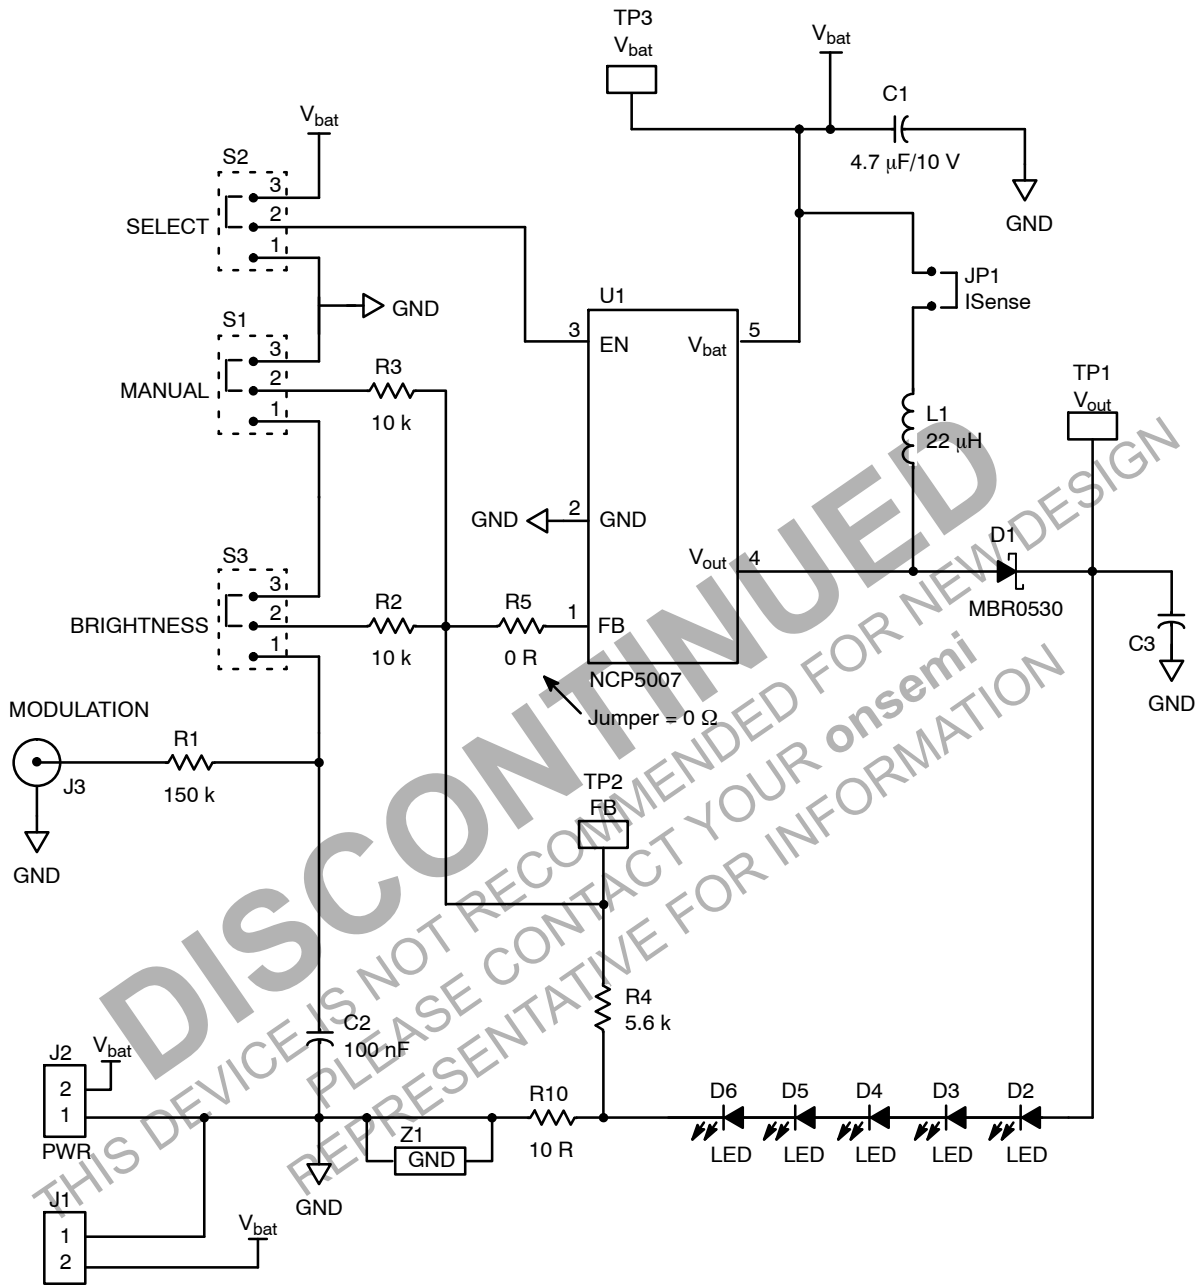 TP3
Vbat
Vbat
C1
4.7 μF/10 V
GND
Vbat
S2
3
2
1
SELECT
GND
S1
3
2
1
MANUAL
R3
10 k
U1
3
EN
Vbat
5
JP1
ISense
L1
22 μH
TP1
Vout
GND
2
GND
Vout
4
D1
MBR0530
C3
GND
S3
3
2
1
BRIGHTNESS
R2
10 k
R5
0 R
1
FB
NCP5007
Jumper = 0 Ω
MODULATION
J3
R1
150 k
GND
TP2
FB
R4
5.6 k
C2
100 nF
J2
Vbat
2
1
PWR
Z1
GND
R10
10 R
D6
D5
D4
D3
D2
LED
LED
LED
LED
LED
GND
J1
1
2
Vbat
DISCONTINUED
THIS DEVICE IS NOT RECOMMENDED FOR NEW DESIGN
PLEASE CONTACT YOUR onsemi
REPRESENTATIVE FOR INFORMATION